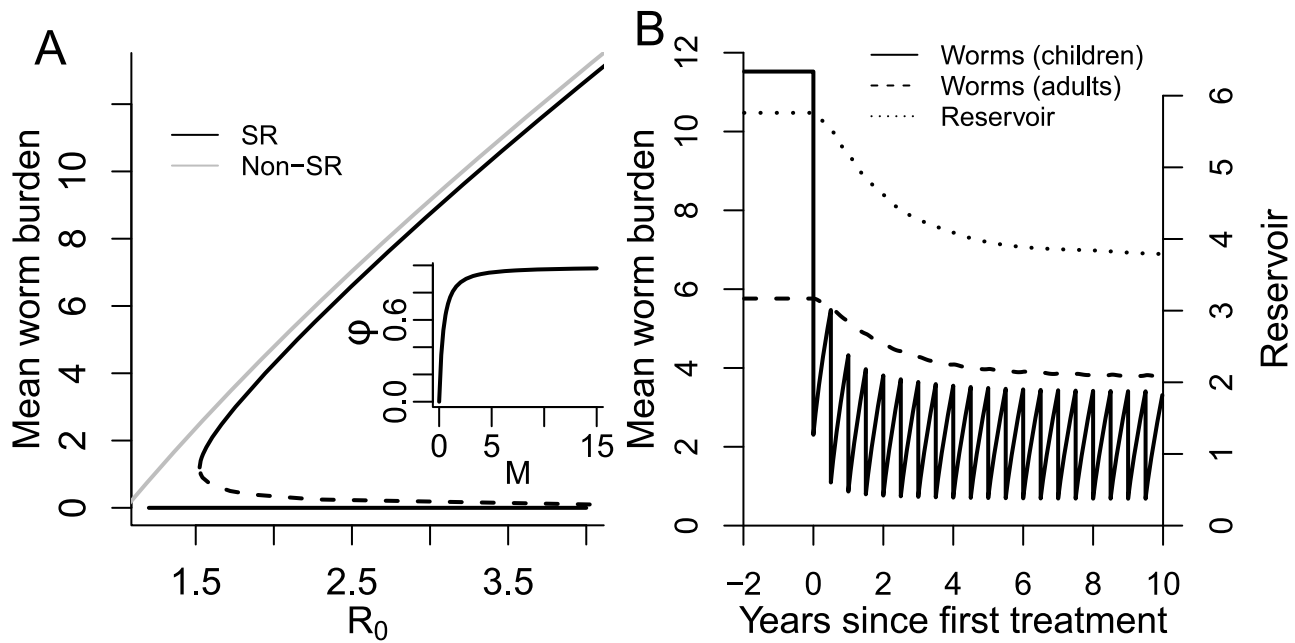 A
Mean worm burden
0 2 4 6 8 10
SR
Non−SR
φ
0.0 0.6
0 5 15
M
1.5 2.5 3.5
R0
B
Mean worm burden
0 2 4 6 8 10 12
Worms (children)
Worms (adults)
Reservoir
0 1 2 3 4 5 6
Reservoir
−2 0 2 4 6 8 10
Years since first treatment